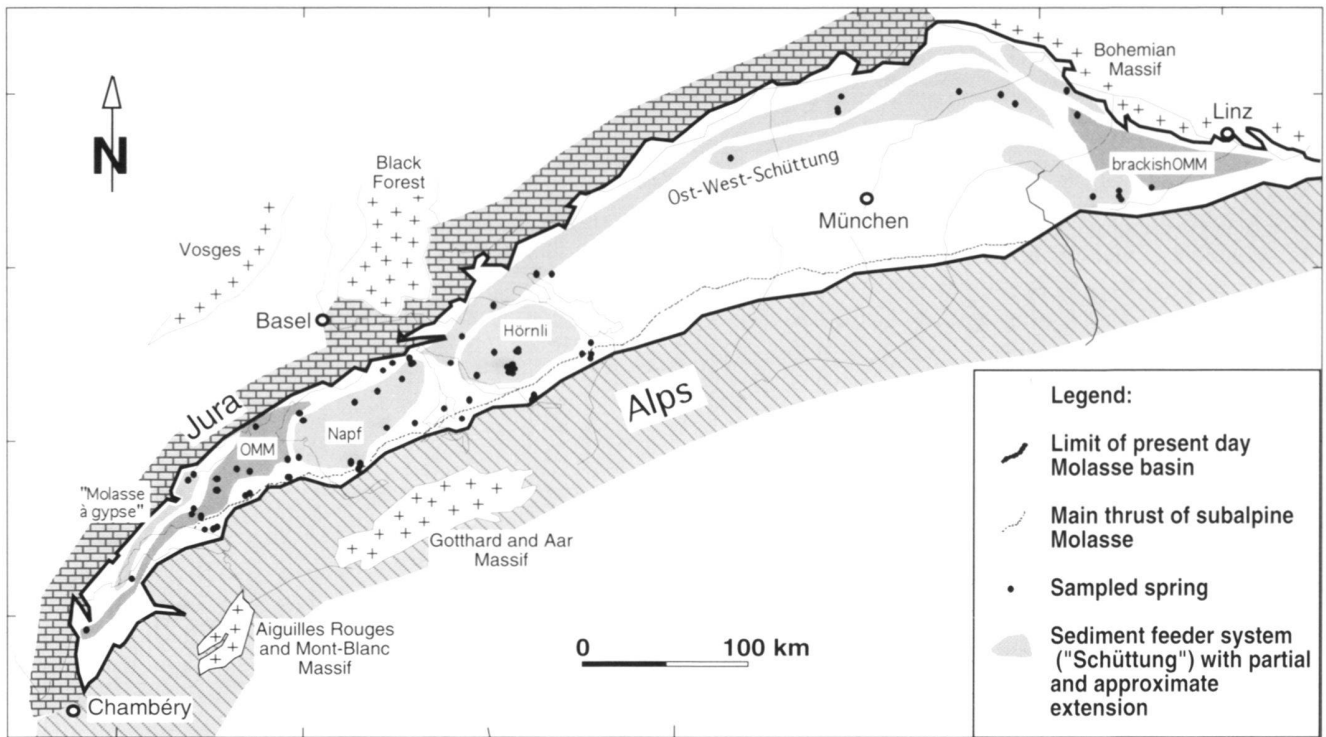 Bohemian
Massif
Linz
N
Black
Forest
brackishOMM
Ost-West-Schüttung
München
Vosges
Basel
Hörnli
Jura
Alps
Napf
OMM
"Molasse
à gypse"
Gotthard and Aar
Massif
Aiguilles Rouges
and Mont-Blanc
Massif
0 100 km
Chambéry
Legend:
Limit of present day
Molasse basin
Main thrust of subalpine
Molasse
Sampled spring
Sediment feeder system
("Schüttung") with partial
and approximate
extension